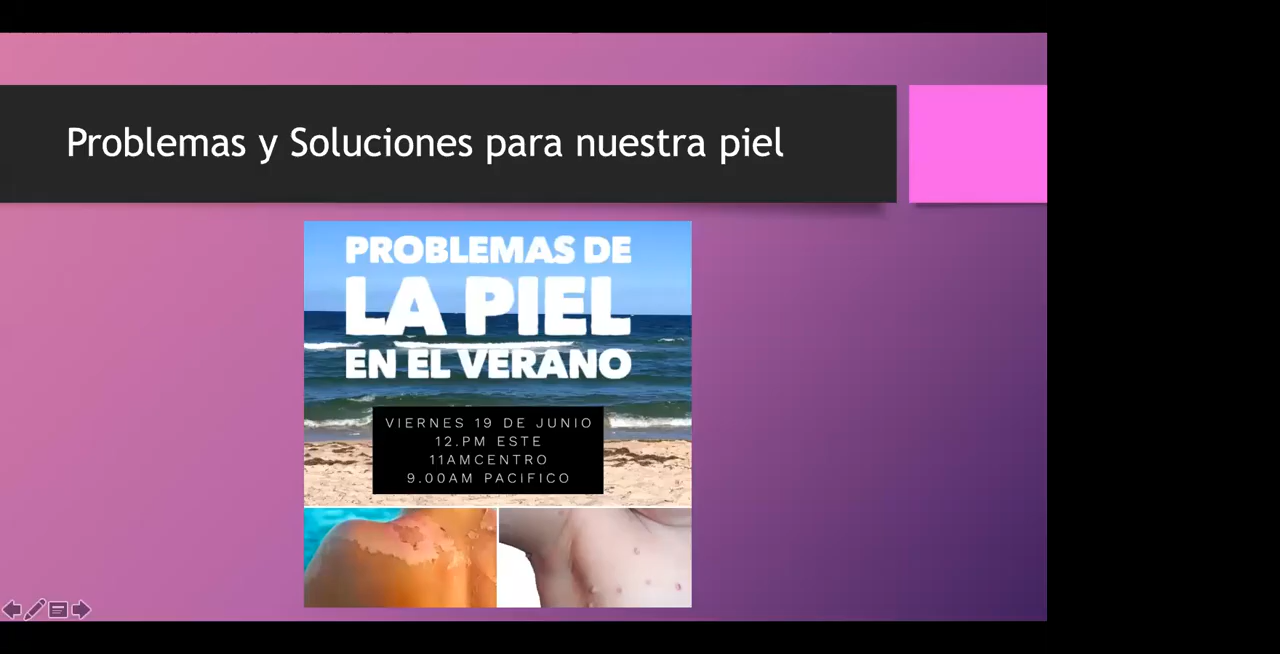 Problemas y Soluciones para nuestra piel
PROBLEMAS DE
LA PIEL
EN EL VERANO
VIERNES 19 DE JUNIO
12.PM ESTE
11AMCENTRO
9.00AM PACIFICO